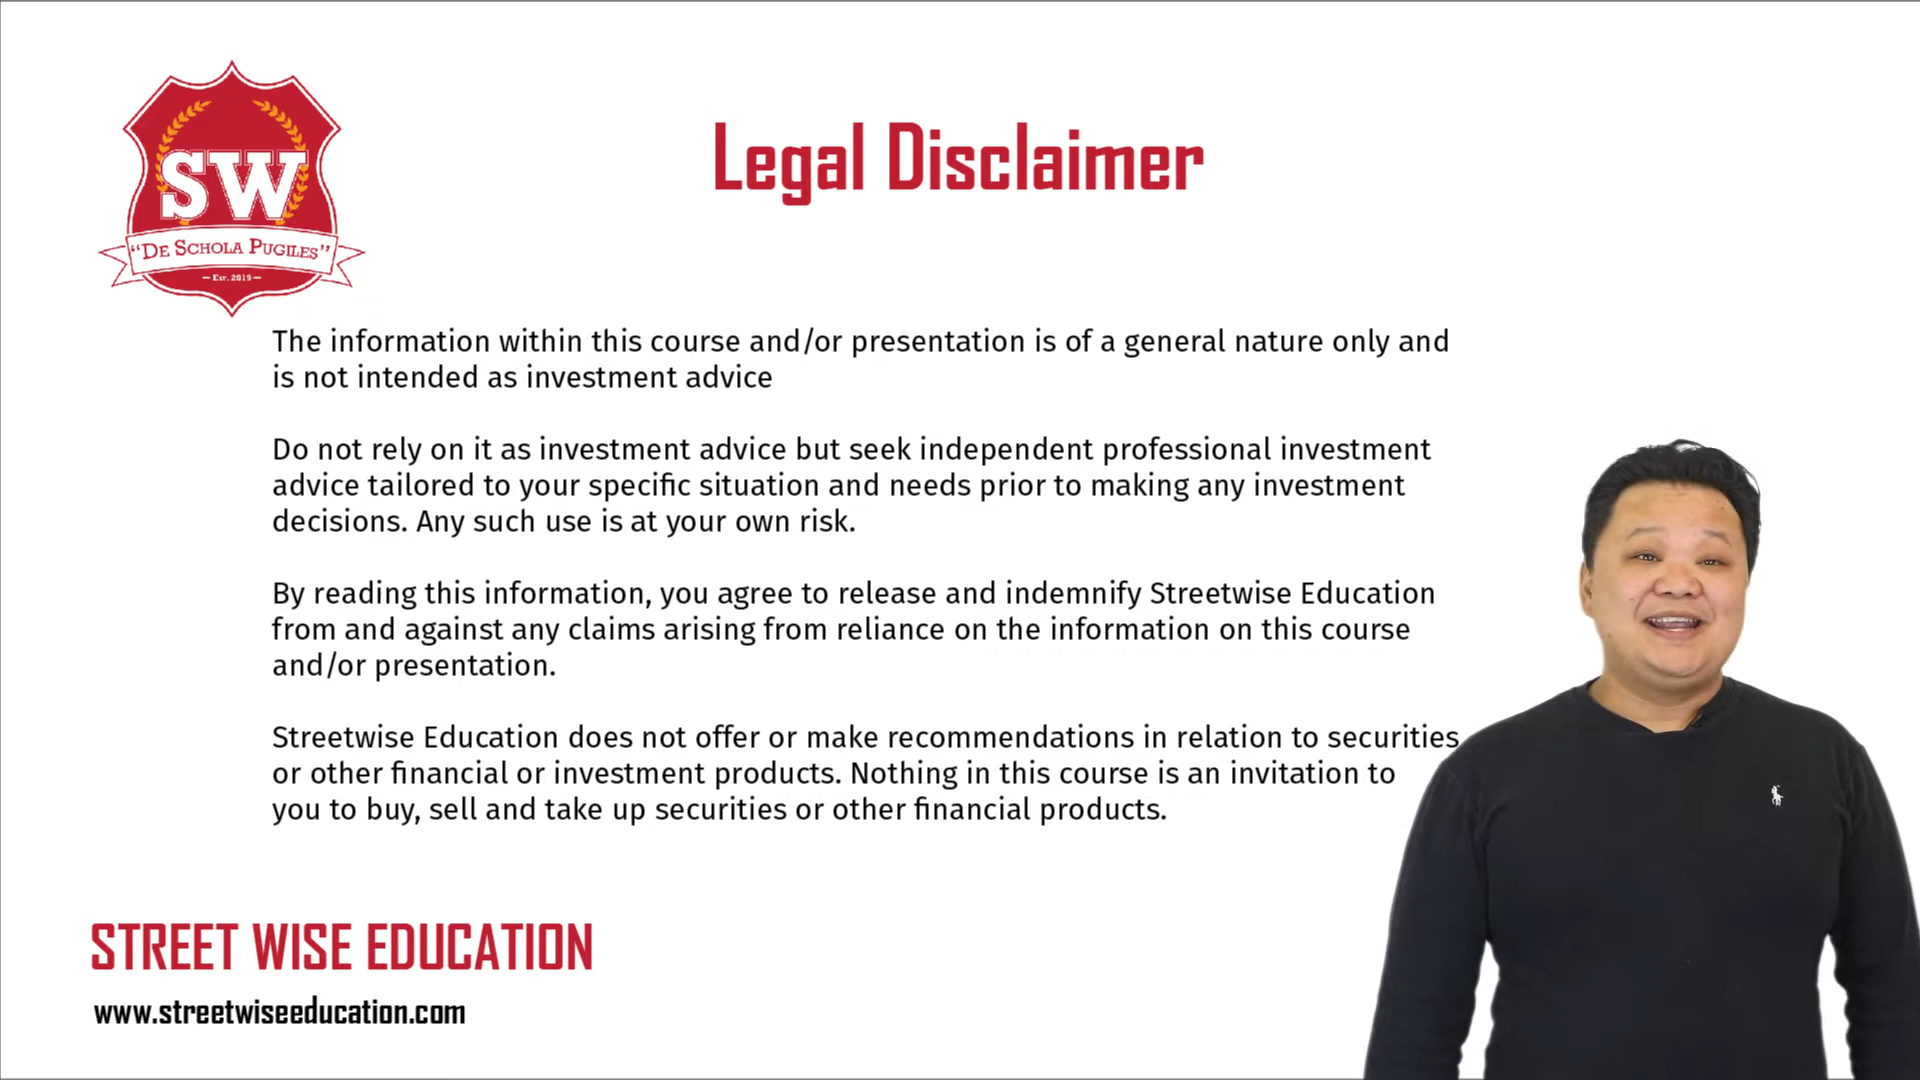 SW
"DE SCHOLA PUGILES"
EST. 2019
Legal Disclaimer
The information within this course and/or presentation is of a general nature only and
is not intended as investment advice
Do not rely on it as investment advice but seek independent professional investment
advice tailored to your specific situation and needs prior to making any investment
decisions. Any such use is at your own risk.
By reading this information, you agree to release and indemnify Streetwise Education
from and against any claims arising from reliance on the information on this course
and/or presentation.
Streetwise Education does not offer or make recommendations in relation to securities
or other financial or investment products. Nothing in this course is an invitation to
you to buy, sell and take up securities or other financial products.
STREET WISE EDUCATION
www.streetwiseeducation.com